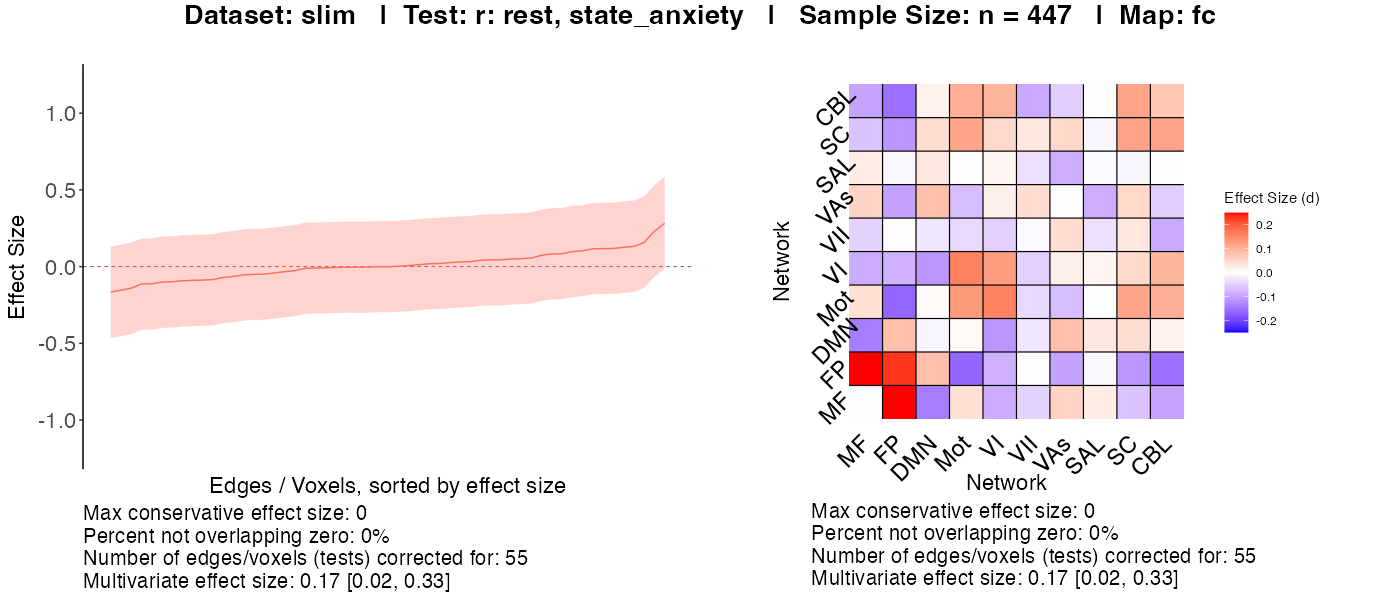 Dataset: slim | Test: r: rest, state_anxiety | Sample Size: n = 447 | Map: fc
Effect Size
1.0
0.5
0.0
-0.5
-1.0
Edges / Voxels, sorted by effect size
Max conservative effect size: 0
Percent not overlapping zero: 0%
Number of edges/voxels (tests) corrected for: 55
Multivariate effect size: 0.17 [0.02, 0.33]
Network
CBL
SC
SAL
VAs
VII
VI
Mot
DMN
FP
MF
MF
FP
DMN
Mot
VI
VII
VAs
SAL
SC
CBL
Network
Effect Size (d)
0.2
0.1
0.0
-0.1
-0.2
Max conservative effect size: 0
Percent not overlapping zero: 0%
Number of edges/voxels (tests) corrected for: 55
Multivariate effect size: 0.17 [0.02, 0.33]